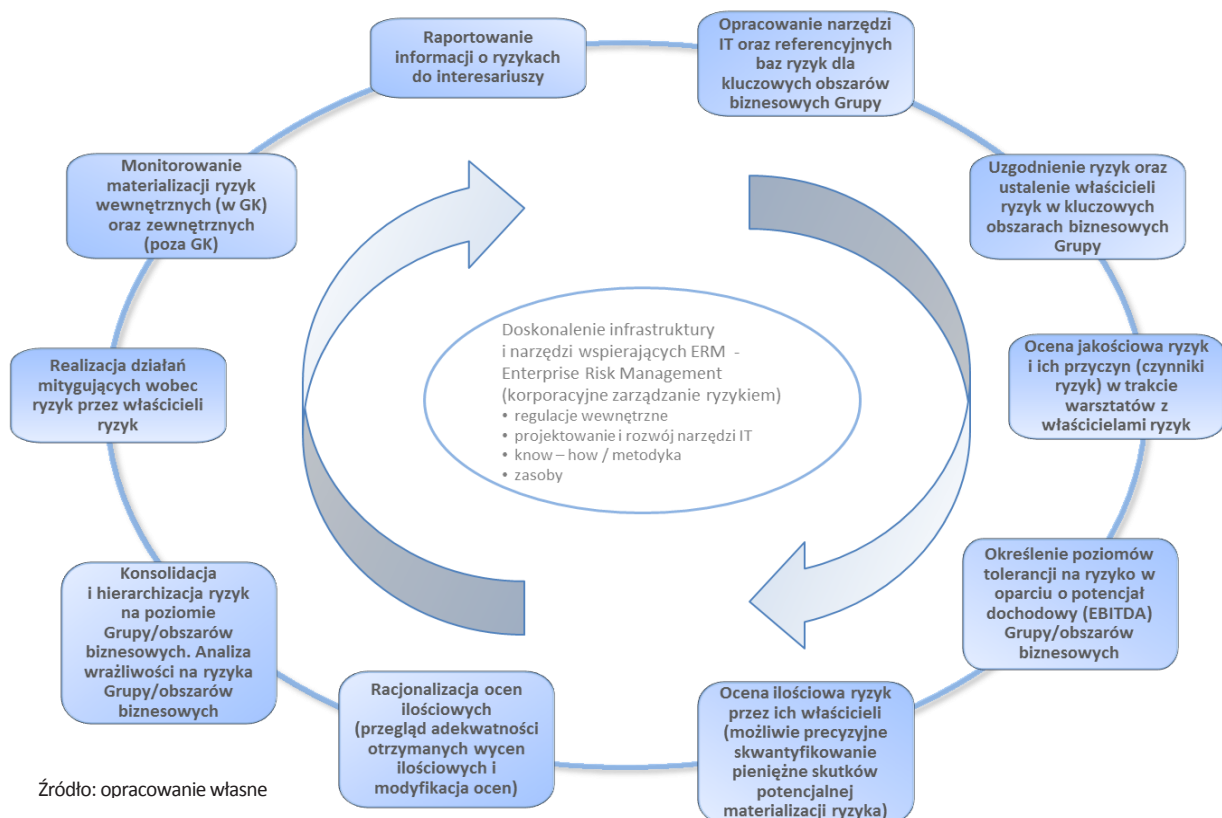 Raportowanie
informacji o ryzykach
do interesariuszy
Opracowanie narzędzi
IT oraz referencyjnych
baz ryzyk dla
kluczowych obszarów
biznesowych Grupy
Uzgodnienie ryzyk oraz
ustalenie właścicieli
ryzyk w kluczowych
obszarach biznesowych
Grupy
Ocena jakościowa ryzyk
i ich przyczyn (czynniki
ryzyk) w trakcie
warsztatów z
właścicielami ryzyk
Określenie poziomów
tolerancji na ryzyko w
oparciu o potencjał
dochodowy (EBITDA)
Grupy/obszarów
biznesowych
Ocena ilościowa ryzyk
przez ich właścicieli
(możliwie precyzyjne
skwantyfikowanie
pieniężne skutków
potencjalnej
materializacji ryzyka)
Racjonalizacja ocen
ilościowych
(przegląd adekwatności
otrzymanych wycen
ilościowych i
modyfikacja ocen)
Konsolidacja
i hierarchizacja ryzyk
na poziomie
Grupy/obszarów
biznesowych. Analiza
wrażliwości na ryzyka
Grupy/obszarów
biznesowych
Realizacja działań
mitygujących wobec
ryzyk przez właścicieli
ryzyk
Monitorowanie
materializacji ryzyk
wewnętrznych (w GK)
oraz zewnętrznych
(poza GK)
Doskonalenie infrastruktury
i narzędzi wspierających ERM -
Enterprise Risk Management
(korporacyjne zarządzanie ryzykiem)
• regulacje wewnętrzne
• projektowanie i rozwój narzędzi IT
• know – how / metodyka
• zasoby
Źródło: opracowanie własne